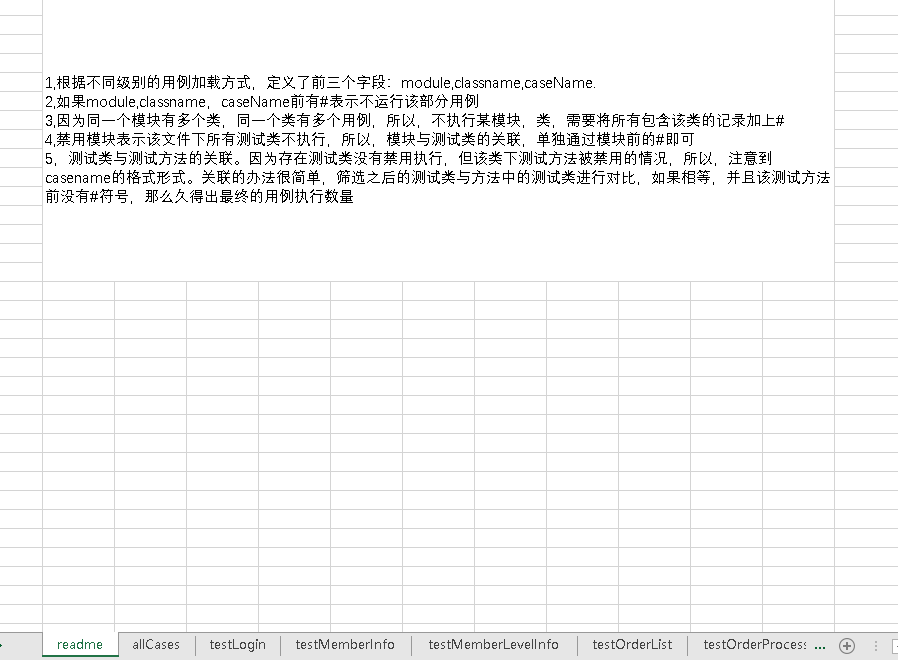 1,根据不同级别的用例加载方式，定义了前三个字段：module,classname,caseName.
2,如果module,classname，caseName前有#表示不运行该部分用例
3,因为同一个模块有多个类，同一个类有多个用例，所以，不执行某模块，类，需要将所有包含该类的记录加上#
4,禁用模块表示该文件下所有测试类不执行，所以，模块与测试类的关联，单独通过模块前的#即可
5，测试类与测试方法的关联。因为存在测试类没有禁用执行，但该类下测试方法被禁用的情况，所以，注意到
casename的格式形式。关联的办法很简单，筛选之后的测试类与方法中的测试类进行对比，如果相等，并且该测试方法
前没有#符号，那么久得出最终的用例执行数量
readme allCases testLogin testMemberInfo testMemberLevelInfo testOrderList testOrderProcess ...